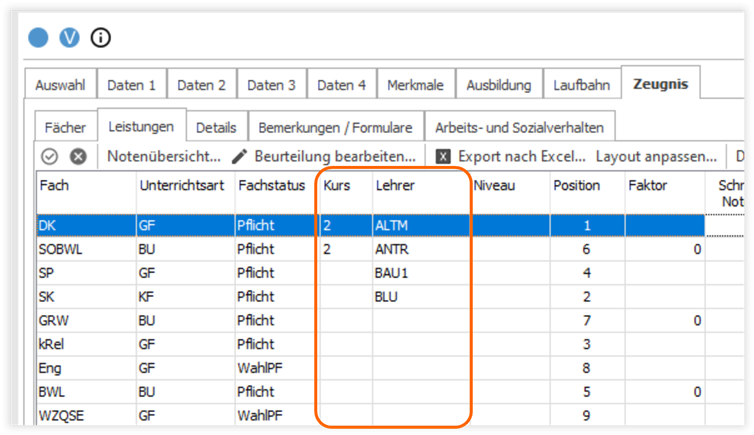 V i
Auswahl Daten 1 Daten 2 Daten 3 Daten 4 Merkmale Ausbildung Laufbahn Zeugnis
Fächer Leistungen Details Bemerkungen / Formulare Arbeits- und Sozialverhalten
Notenübersicht... Beurteilung bearbeiten... X Export nach Excel... Layout anpassen... D
Fach Unterrichtsart Fachstatus Kurs Lehrer Niveau Position Faktor Schr
Not
DK GF Pflicht 2 ALTM 1
SOBWL BU Pflicht 2 ANTR 6 0
SP GF Pflicht BAU1 4
SK KF Pflicht BLU 2
GRW BU Pflicht 7 0
kRel GF Pflicht 3
Eng GF WahlPF 8
BWL BU Pflicht 5 0
WZQSE GF WahlPF 9